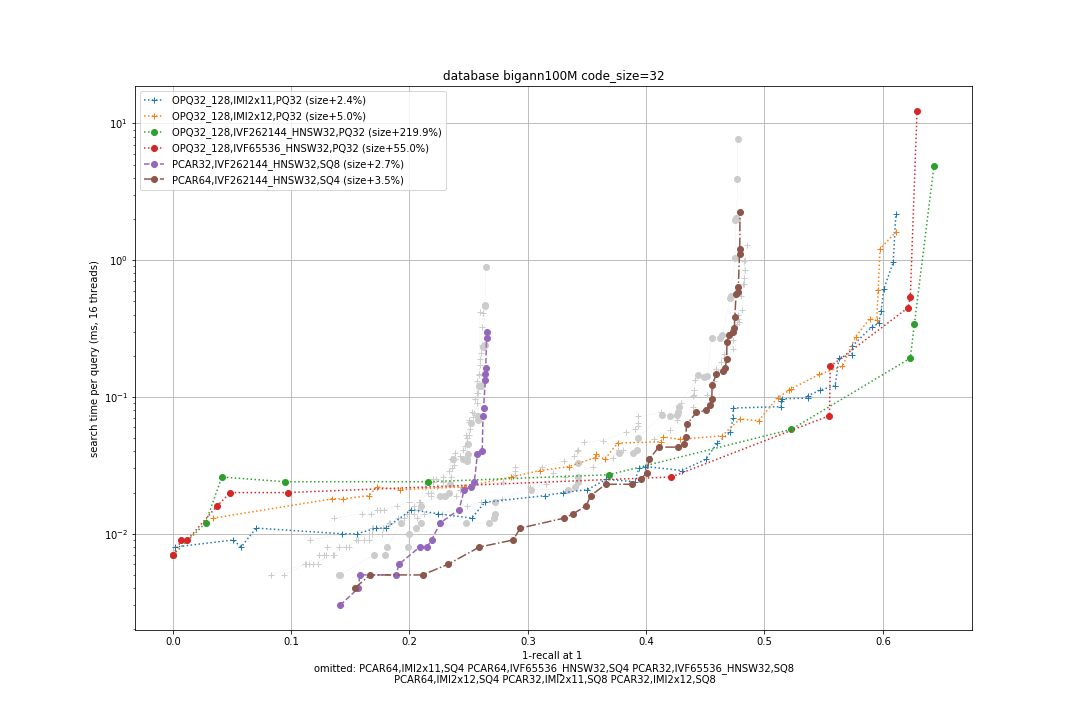 database bigann100M code_size=32
OPQ32_128,IMI2x11,PQ32 (size+2.4%)
OPQ32_128,IMI2x12,PQ32 (size+5.0%)
OPQ32_128,IVF262144_HNSW32,PQ32 (size+219.9%)
OPQ32_128,IVF65536_HNSW32,PQ32 (size+55.0%)
PCAR32,IVF262144_HNSW32,SQ8 (size+2.7%)
PCAR64,IVF262144_HNSW32,SQ4 (size+3.5%)
search time per query (ms, 16 threads)
10¹
10⁰
10⁻¹
10⁻²
0.0 0.1 0.2 0.3 0.4 0.5 0.6
1-recall at 1
omitted: PCAR64,IMI2x11,SQ4 PCAR64,IVF65536_HNSW32,SQ4 PCAR32,IVF65536_HNSW32,SQ8
PCAR64,IMI2x12,SQ4 PCAR32,IMI2x11,SQ8 PCAR32,IMI2x12,SQ8